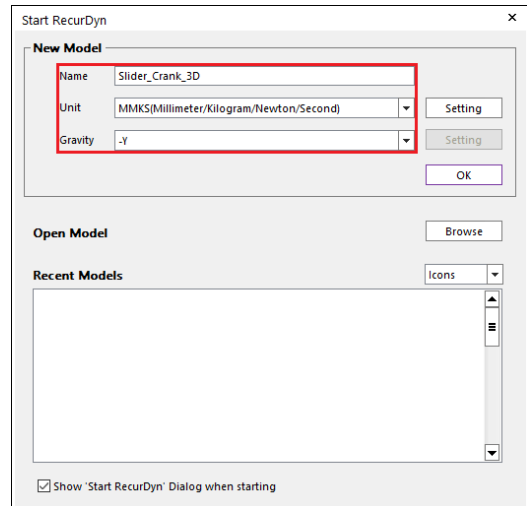 Start RecurDyn
New Model
Name Slider_Crank_3D
Unit MMKS(Millimeter/Kilogram/Newton/Second) Setting
Gravity -Y Setting
OK
Open Model Browse
Recent Models Icons
Show 'Start RecurDyn' Dialog when starting